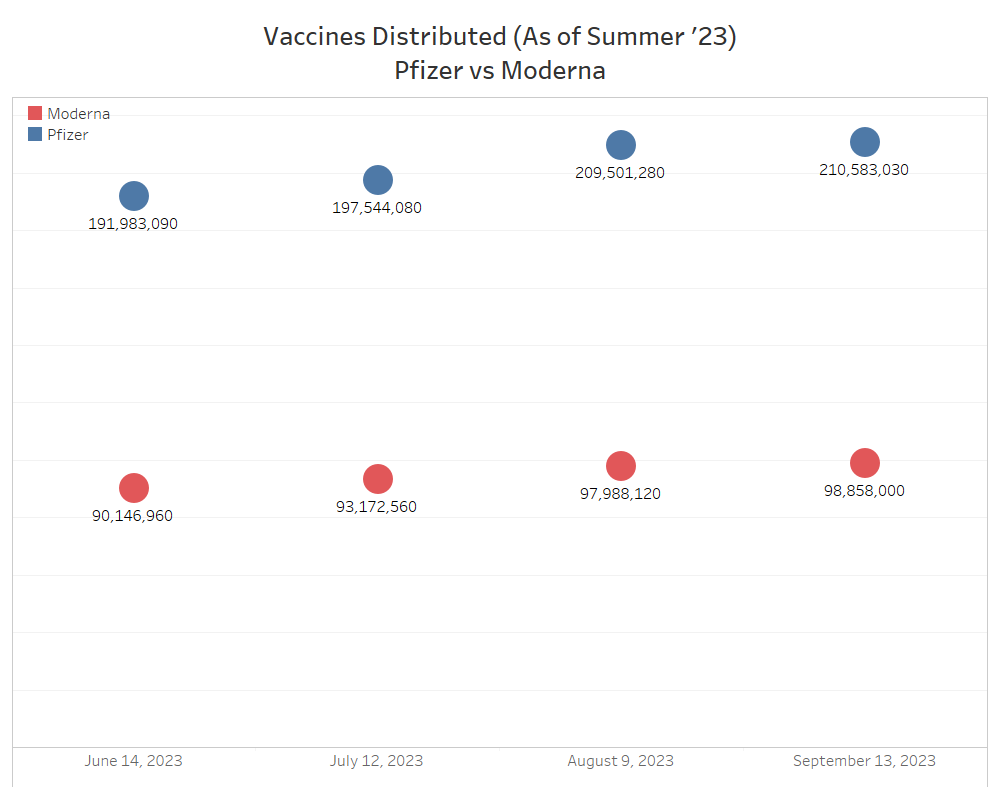 Vaccines Distributed (As of Summer ’23)
Pfizer vs Moderna
Moderna
Pfizer
191,983,090
197,544,080
209,501,280
210,583,030
90,146,960
93,172,560
97,988,120
98,858,000
June 14, 2023
July 12, 2023
August 9, 2023
September 13, 2023